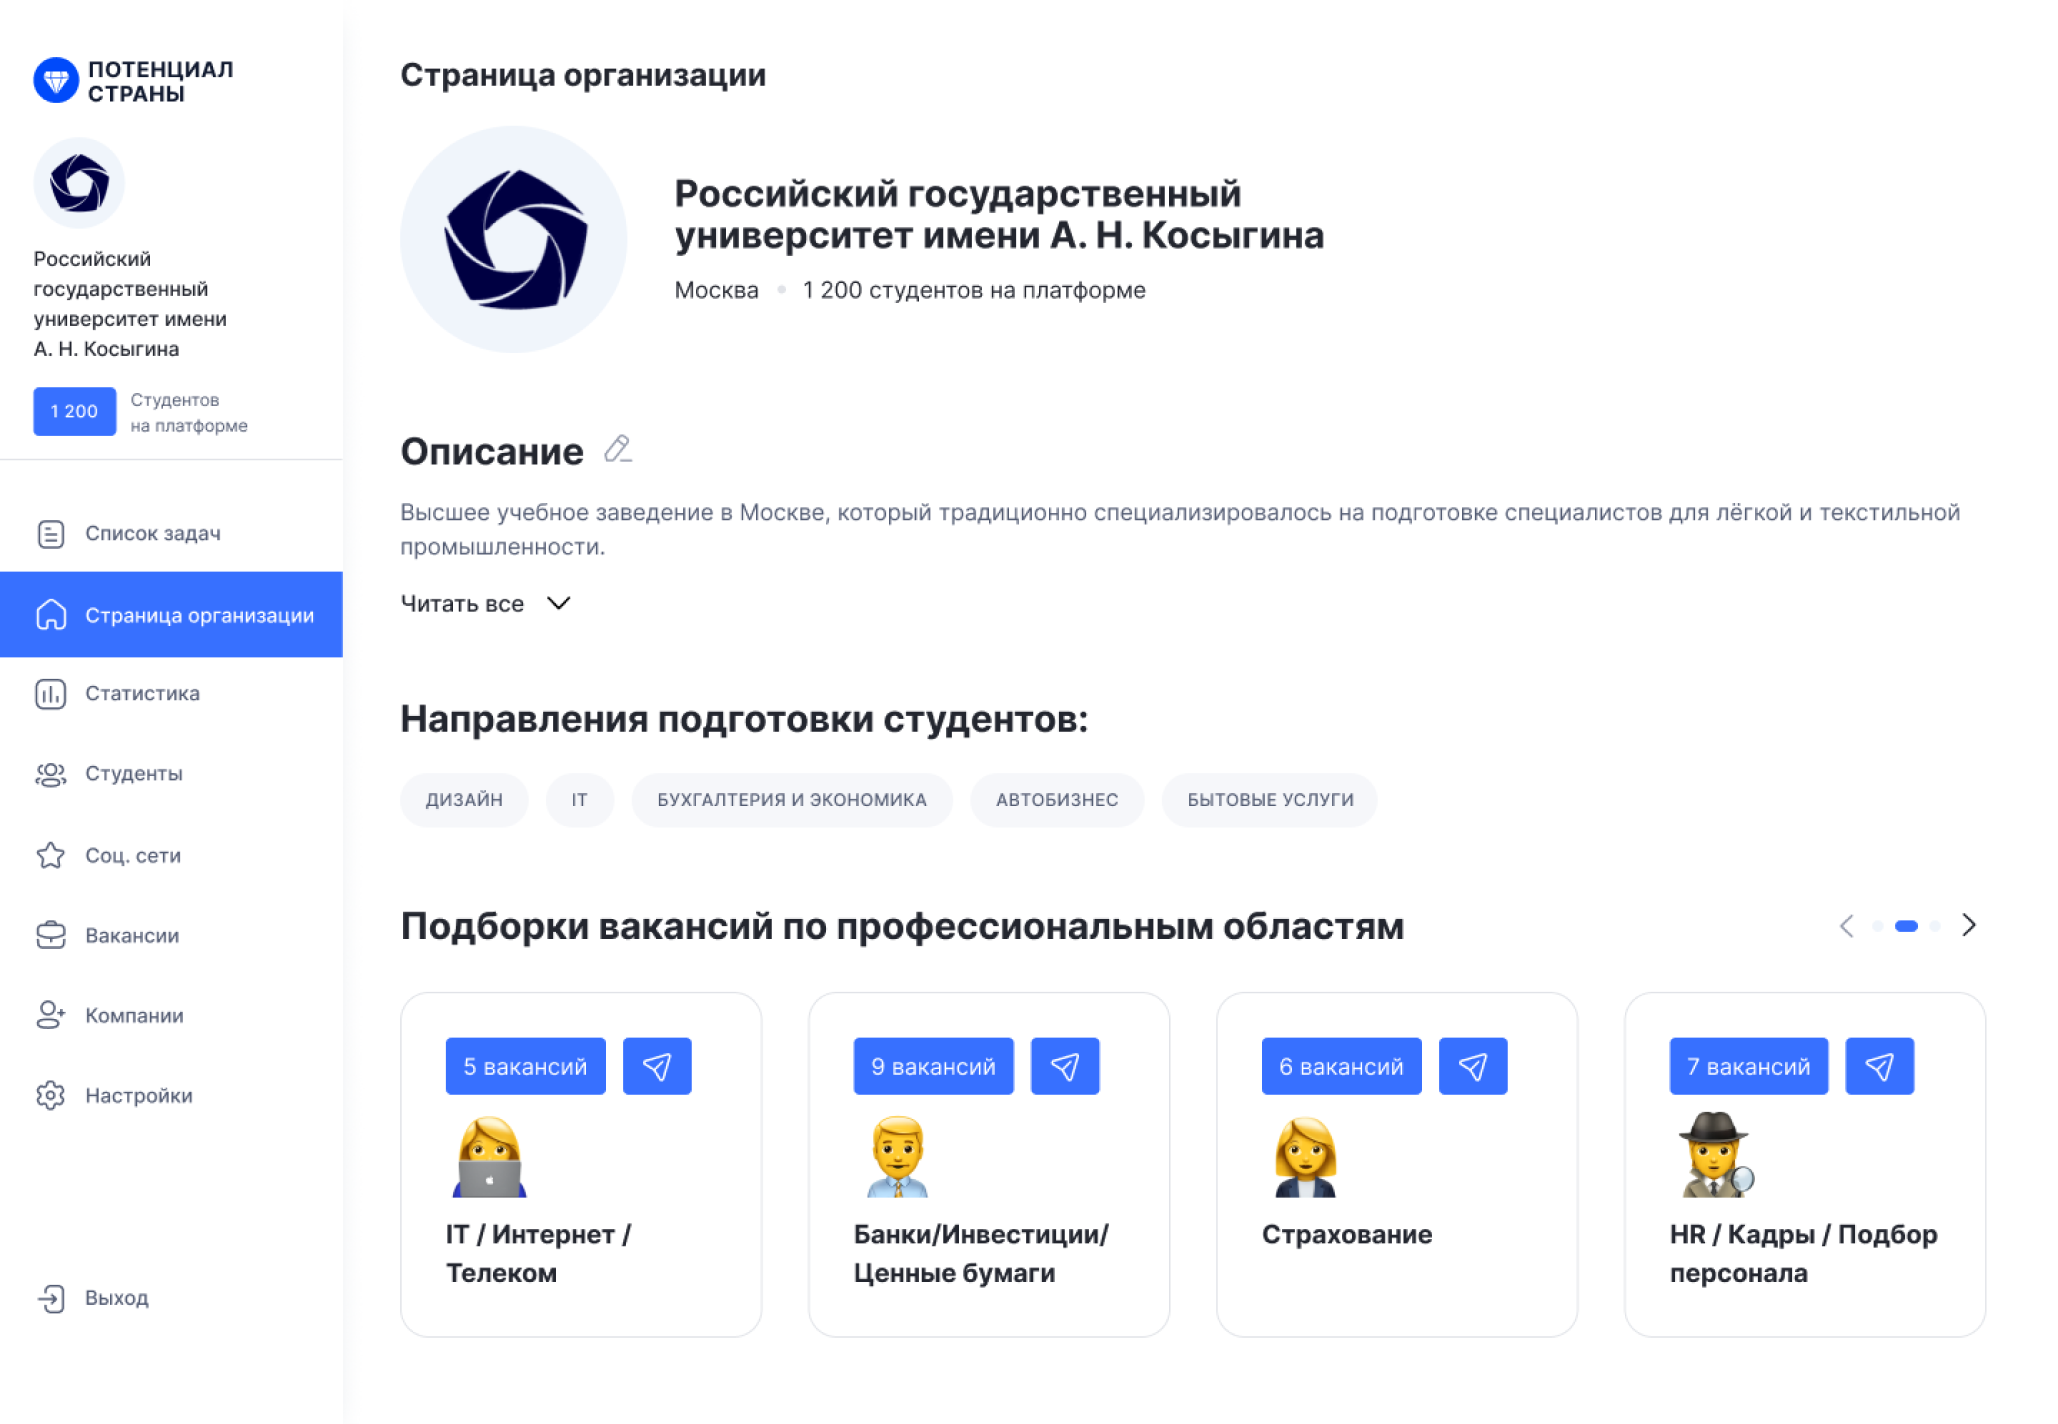 ПОТЕНЦИАЛ
СТРАНЫ
Российский
государственный
университет имени
А. Н. Косыгина
1 200
Студентов
на платформе
Список задач
Страница организации
Статистика
Студенты
Соц. сети
Вакансии
Компании
Настройки
Выход
Страница организации
Российский государственный
университет имени А. Н. Косыгина
Москва
1 200 студентов на платформе
Описание
Высшее учебное заведение в Москве, который традиционно специализировалось на подготовке специалистов для лёгкой и текстильной
промышленности.
Читать все
Направления подготовки студентов:
ДИЗАЙН
IT
БУХГАЛТЕРИЯ И ЭКОНОМИКА
АВТОБИЗНЕС
БЫТОВЫЕ УСЛУГИ
Подборки вакансий по профессиональным областям
5 вакансий
IT / Интернет /
Телеком
9 вакансий
Банки/Инвестиции/
Ценные бумаги
6 вакансий
Страхование
7 вакансий
HR / Кадры / Подбор
персонала